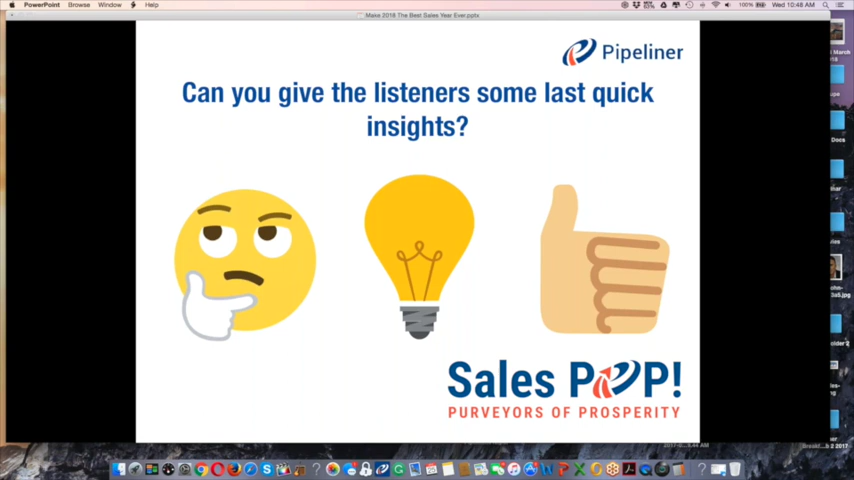 PowerPoint Browse Window Help
100% Wed 10:48 AM
Make 2018 The Best Sales Year Ever.pptx
Pipeliner
Can you give the listeners some last quick
insights?
Sales POP!
PURVEYORS OF PROSPERITY